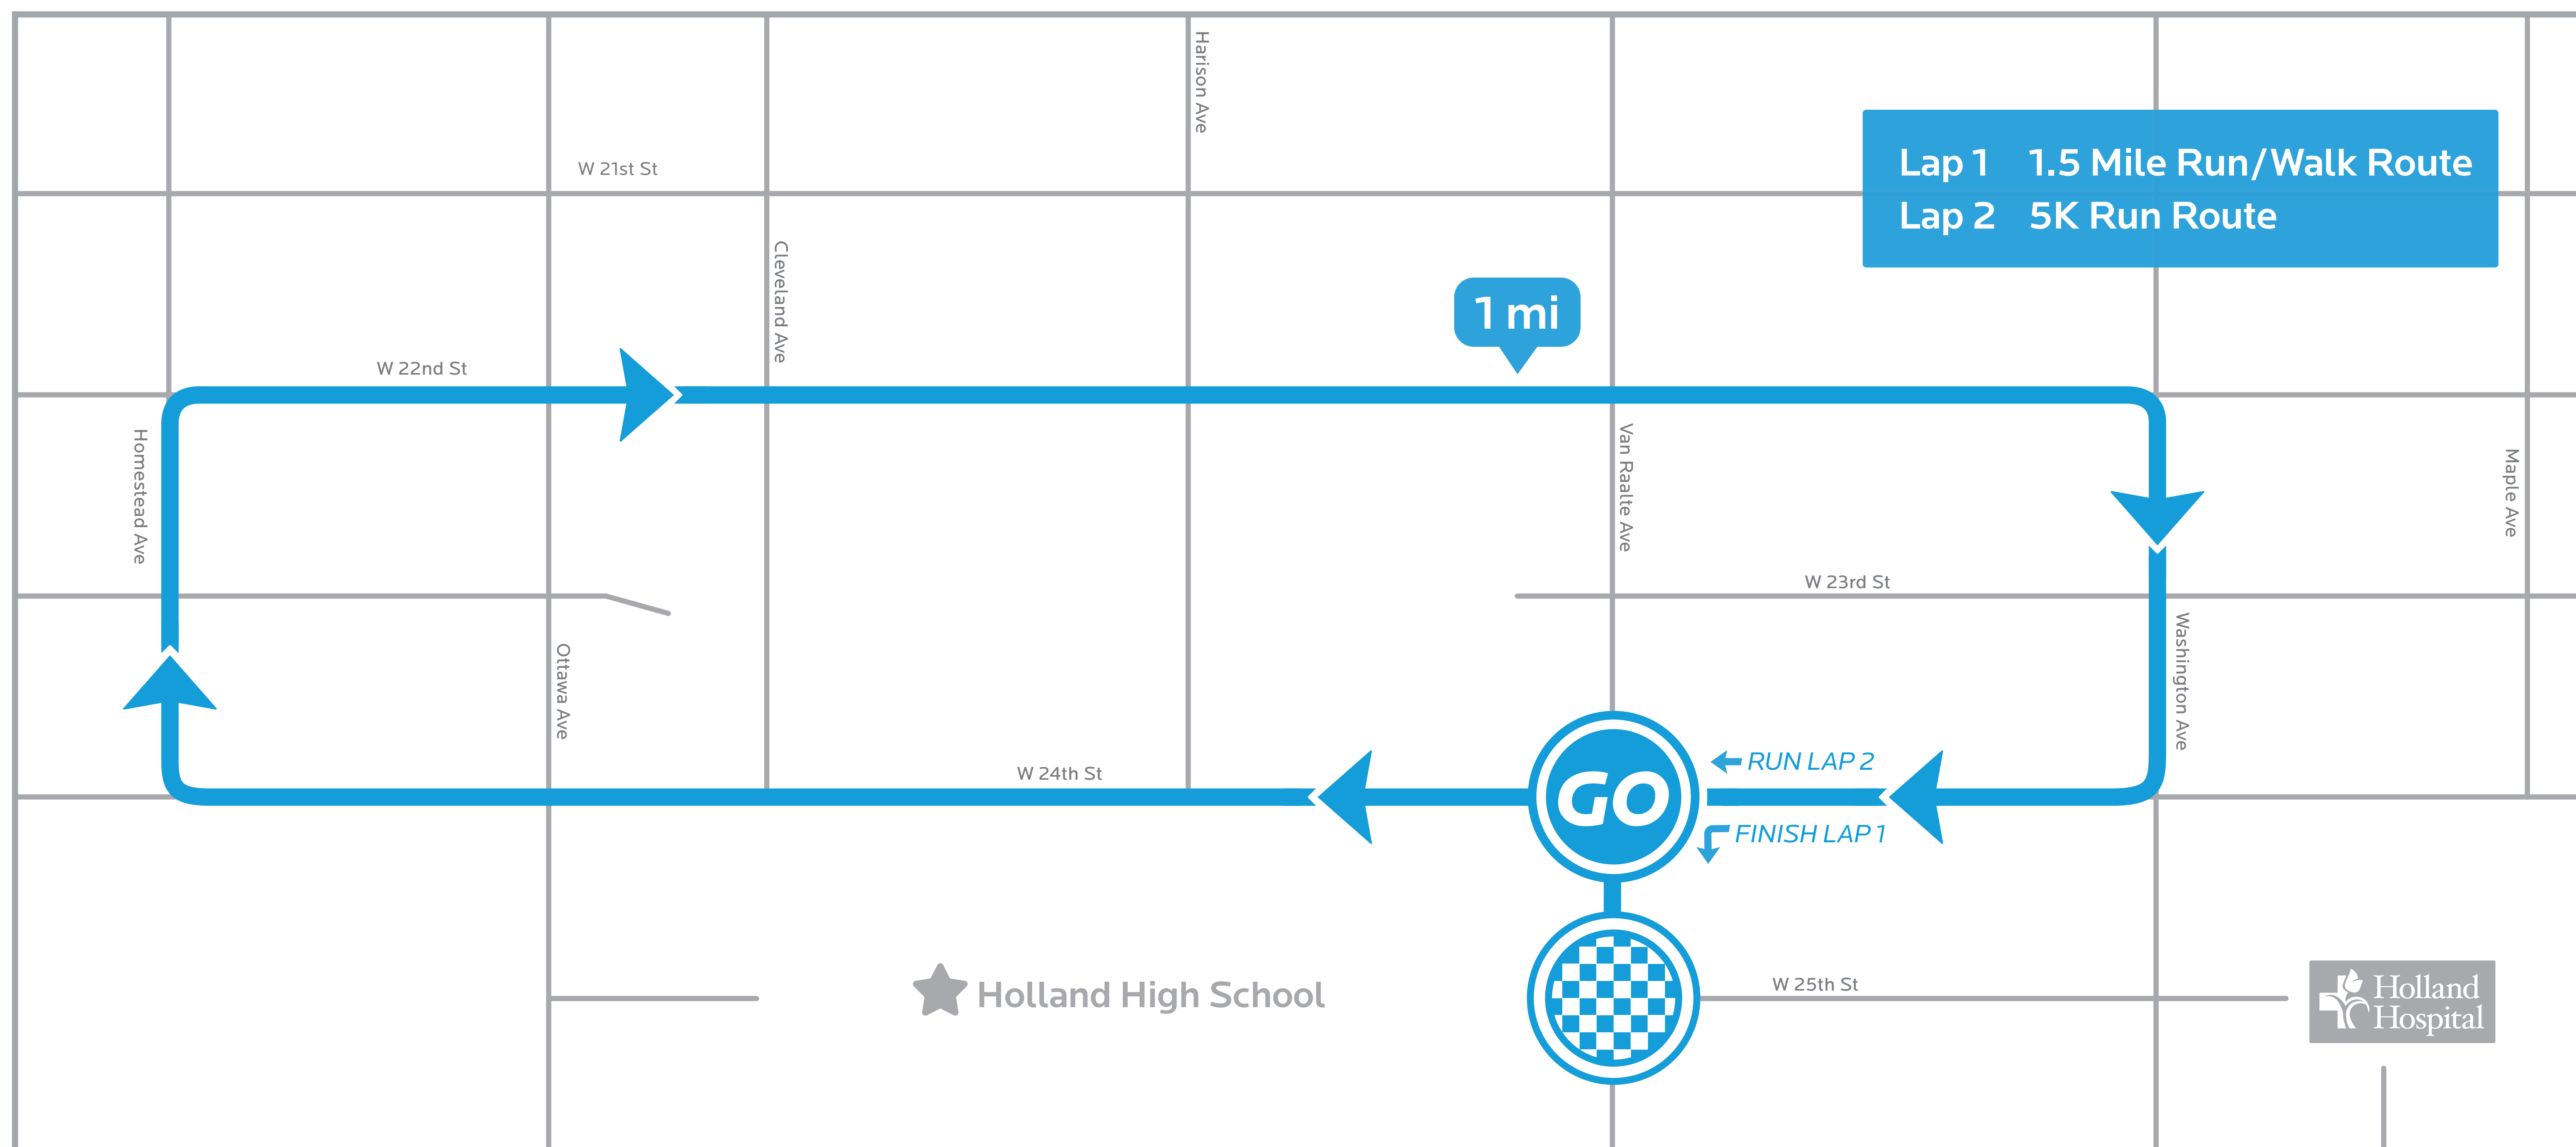 Harison Ave
Lap 1 1.5 Mile Run/Walk Route
Lap 2 5K Run Route
W 21st St
Cleveland Ave
1 mi
W 22nd St
Homestead Ave
Van Raalte Ave
Maple Ave
W 23rd St
Washington Ave
Ottawa Ave
RUN LAP 2
W 24th St
GO
FINISH LAP 1
Holland High School
W 25th St
Holland
Hospital